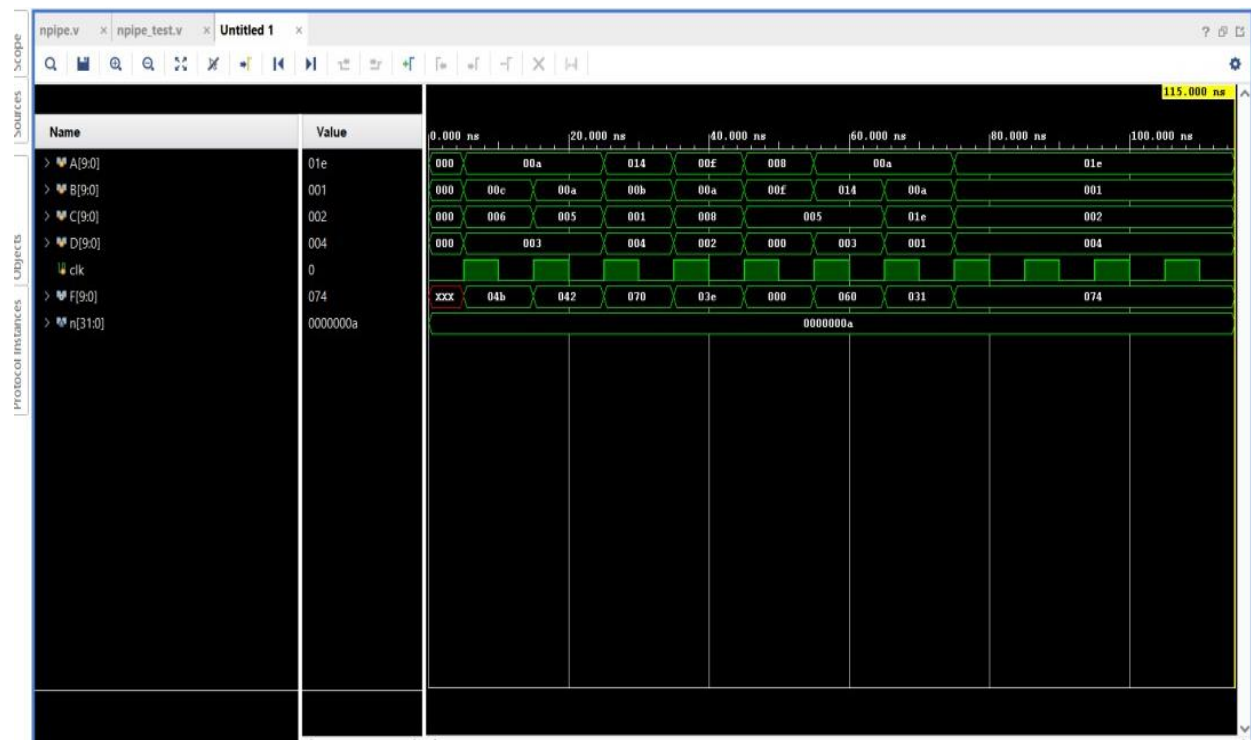 Scope
Sources
Objects
Protocol Instances
npipe.v × npipe_test.v × Untitled 1 ×
?
115.000 ns
Name Value 0.000 ns 20.000 ns 40.000 ns 60.000 ns 80.000 ns 100.000 ns
> A[9:0] 01e 000 00a 014 00f 008 00a 01e
> B[9:0] 001 000 00c 00a 00b 00a 00f 014 00a 001
> C[9:0] 002 000 006 005 001 008 005 01e 002
> D[9:0] 004 000 003 004 002 000 003 001 004
clk 0
> F[9:0] 074 XXX 04b 042 070 03e 000 060 031 074
> n[31:0] 0000000a 0000000a